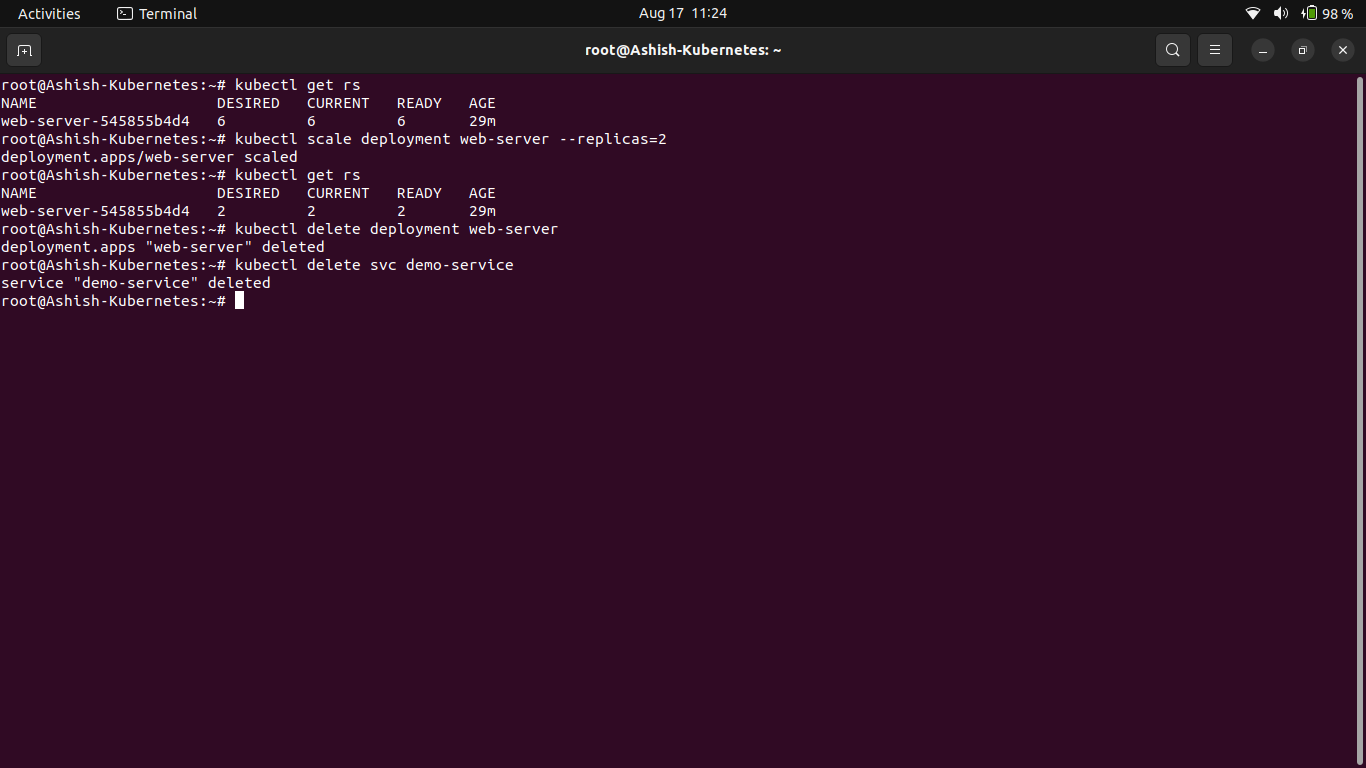 Activities Terminal Aug 17 11:24 98 %
root@Ashish-Kubernetes: ~
root@Ashish-Kubernetes:~# kubectl get rs
NAME                    DESIRED   CURRENT   READY   AGE
web-server-545855b4d4   6         6         6       29m
root@Ashish-Kubernetes:~# kubectl scale deployment web-server --replicas=2
deployment.apps/web-server scaled
root@Ashish-Kubernetes:~# kubectl get rs
NAME                    DESIRED   CURRENT   READY   AGE
web-server-545855b4d4   2         2         2       29m
root@Ashish-Kubernetes:~# kubectl delete deployment web-server
deployment.apps "web-server" deleted
root@Ashish-Kubernetes:~# kubectl delete svc demo-service
service "demo-service" deleted
root@Ashish-Kubernetes:~#